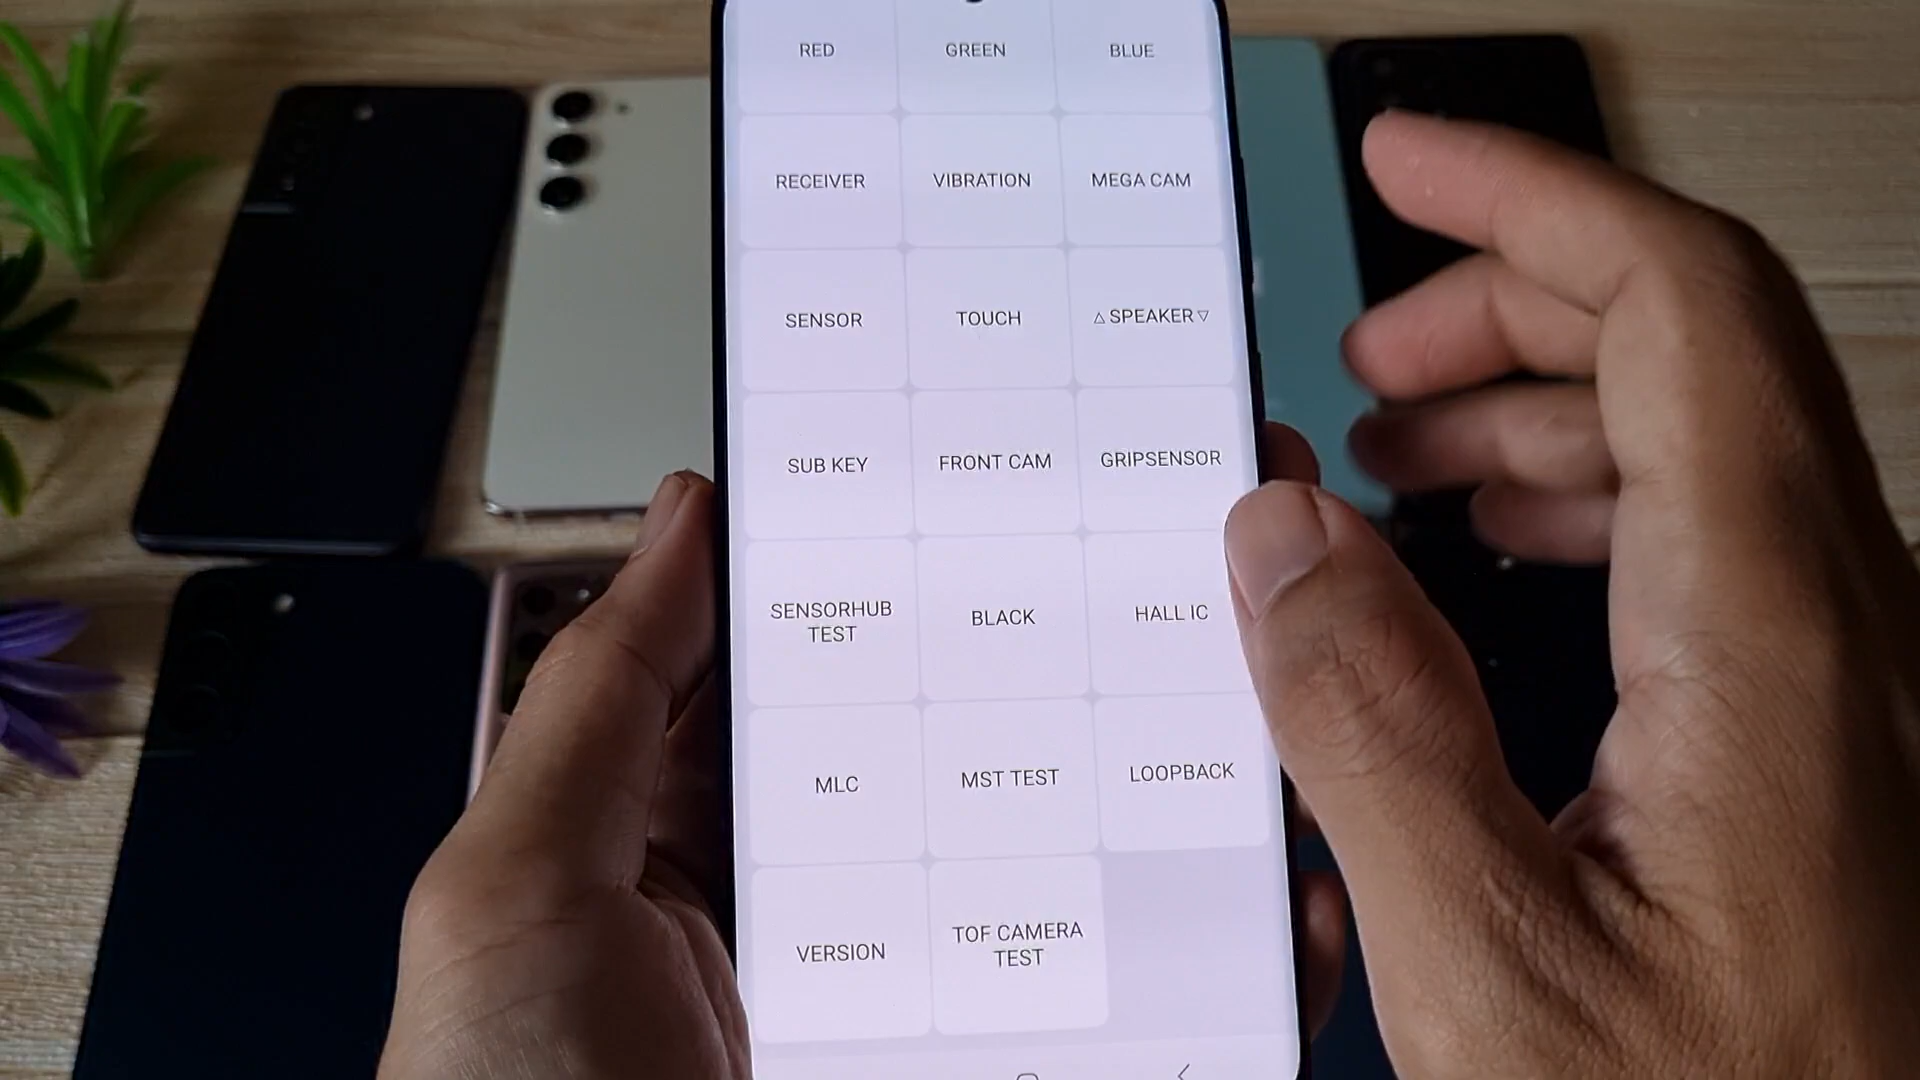 RED
GREEN
BLUE
RECEIVER
VIBRATION
MEGA CAM
SENSOR
TOUCH
△ SPEAKER ▽
SUB KEY
FRONT CAM
GRIPSENSOR
SENSORHUB
TEST
BLACK
HALL IC
MLC
MST TEST
LOOPBACK
VERSION
TOF CAMERA
TEST